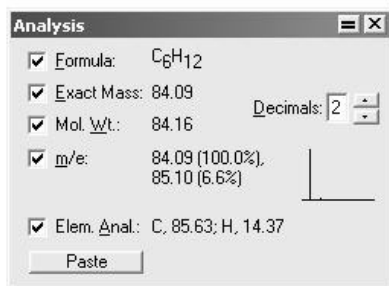 Analysis
Formula: C6H12
Exact Mass: 84.09
Decimals: 2
Mol. Wt.: 84.16
m/e: 84.09 (100.0%),
85.10 (6.6%)
Elem. Anal.: C, 85.63; H, 14.37
Paste